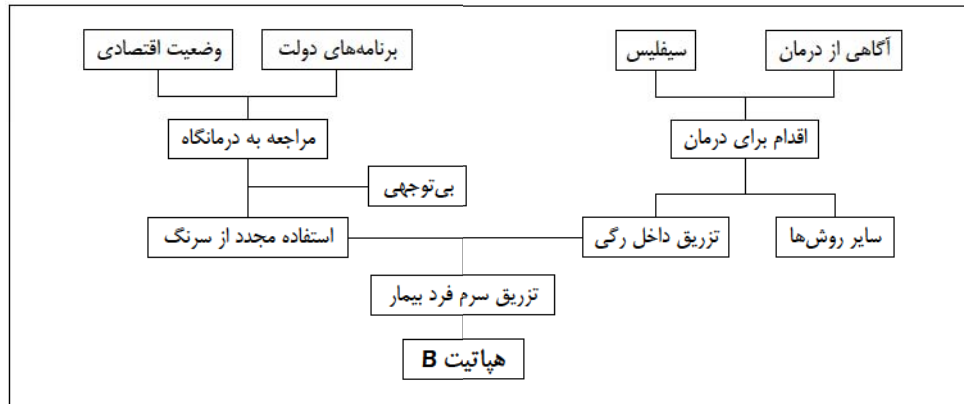 آگاهی از درمان
سیفلیس
برنامه‌های دولت
وضعیت اقتصادی
اقدام برای درمان
مراجعه به درمانگاه
بی‌توجهی
سایر روش‌ها
تزریق داخل رگی
استفاده مجدد از سرنگ
تزریق سرم فرد بیمار
هپاتیت B